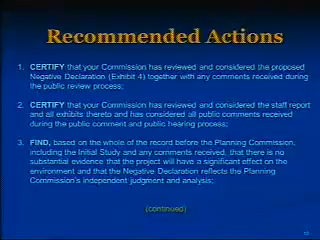 Recommended Actions
1. CERTIFY that your Commission has reviewed and considered the proposed
Negative Declaration (Exhibit 4) together with any comments received during
the public review process;
2. CERTIFY that your Commission has reviewed and considered the staff report
and all exhibits thereto and has considered all public comments received
during the public comment and public hearing process;
3. FIND, based on the whole of the record before the Planning Commission,
including the Initial Study and any comments received, that there is no
substantial evidence that the project will have a significant effect on the
environment and that the Negative Declaration reflects the Planning
Commission's independent judgment and analysis;
(continued)